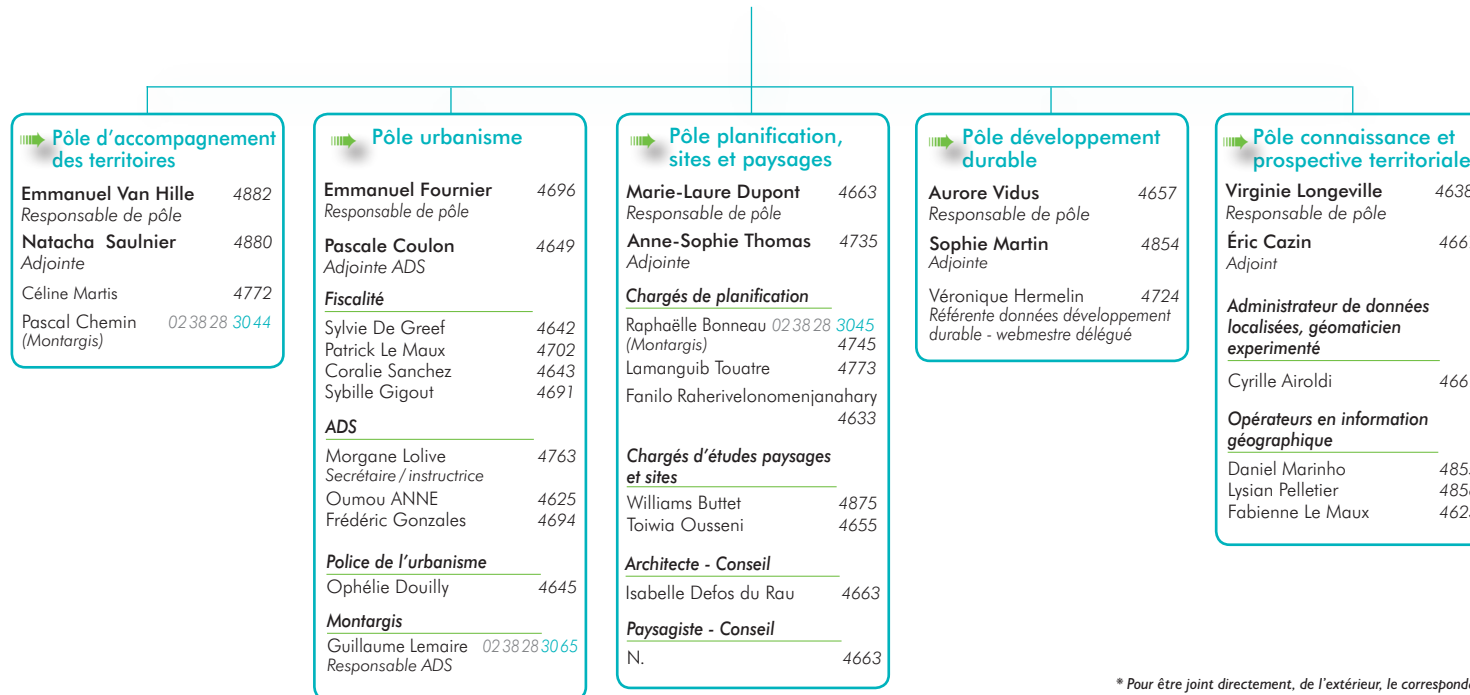 Pôle d'accompagnement
des territoires
Emmanuel Van Hille 4882
Responsable de pôle
Natacha Saulnier 4880
Adjointe
Céline Martis 4772
Pascal Chemin 02 38 28 30 44
(Montargis)
Pôle urbanisme
Emmanuel Fournier 4696
Responsable de pôle
Pascale Coulon 4649
Adjointe ADS
Fiscalité
Sylvie De Greef 4642
Patrick Le Maux 4702
Coralie Sanchez 4643
Sybille Gigout 4691
ADS
Morgane Lolive 4763
Secrétaire / instructrice
Oumou ANNE 4625
Frédéric Gonzales 4694
Police de l'urbanisme
Ophélie Douilly 4645
Montargis
Guillaume Lemaire 02 38 28 30 65
Responsable ADS
Pôle planification,
sites et paysages
Marie-Laure Dupont 4663
Responsable de pôle
Anne-Sophie Thomas 4735
Adjointe
Chargés de planification
Raphaëlle Bonneau 02 38 28 3045
(Montargis) 4745
Lamanguib Touatre 4773
Fanilo Raherivelonomenjanahary
4633
Chargés d'études paysages
et sites
Williams Buttet 4875
Toiwia Ousseni 4655
Architecte - Conseil
Isabelle Defos du Rau 4663
Paysagiste - Conseil
N. 4663
Pôle développement
durable
Aurore Vidus 4657
Responsable de pôle
Sophie Martin 4854
Adjointe
Véronique Hermelin 4724
Référente données développement
durable - webmestre délégué
Pôle connaissance et
prospective territoriale
Virginie Longeville 4638
Responsable de pôle
Éric Cazin 466
Adjoint
Administrateur de données
localisées, géomaticien
experimenté
Cyrille Airoldi 466
Opérateurs en information
géographique
Daniel Marinho 485
Lysian Pelletier 485
Fabienne Le Maux 462
* Pour être joint directement, de l'extérieur, le corresponda